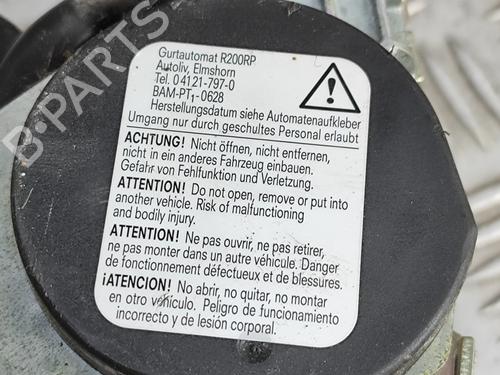 Gurtautomat R200RP
Autoliv, Elmshorn
Tel. 0 4121-797-0
BAM-PT₁-0628
Herstellungsdatum siehe Automatenaufkleber
Umgang nur durch geschultes Personal erlaubt
ACHTUNG! Nicht öffnen, nicht entfernen,
nicht in ein anderes Fahrzeug einbauen.
Gefahr von Fehlfunktion und Verletzung.
ATTENTION! Do not open, remove or put into
another vehicle. Risk of malfunctioning
and bodily injury.
ATTENTION! Ne pas ouvrir, ne pas retirer,
ne pas monter dans un autre véhicule. Danger
de fonctionnement défectueux et de blessures.
¡ATENCION! No abrir, no quitar, no montar
en otro vehículo. Peligro de funcionamiento
incorrecto y de lesión corporal.
B-PARTS